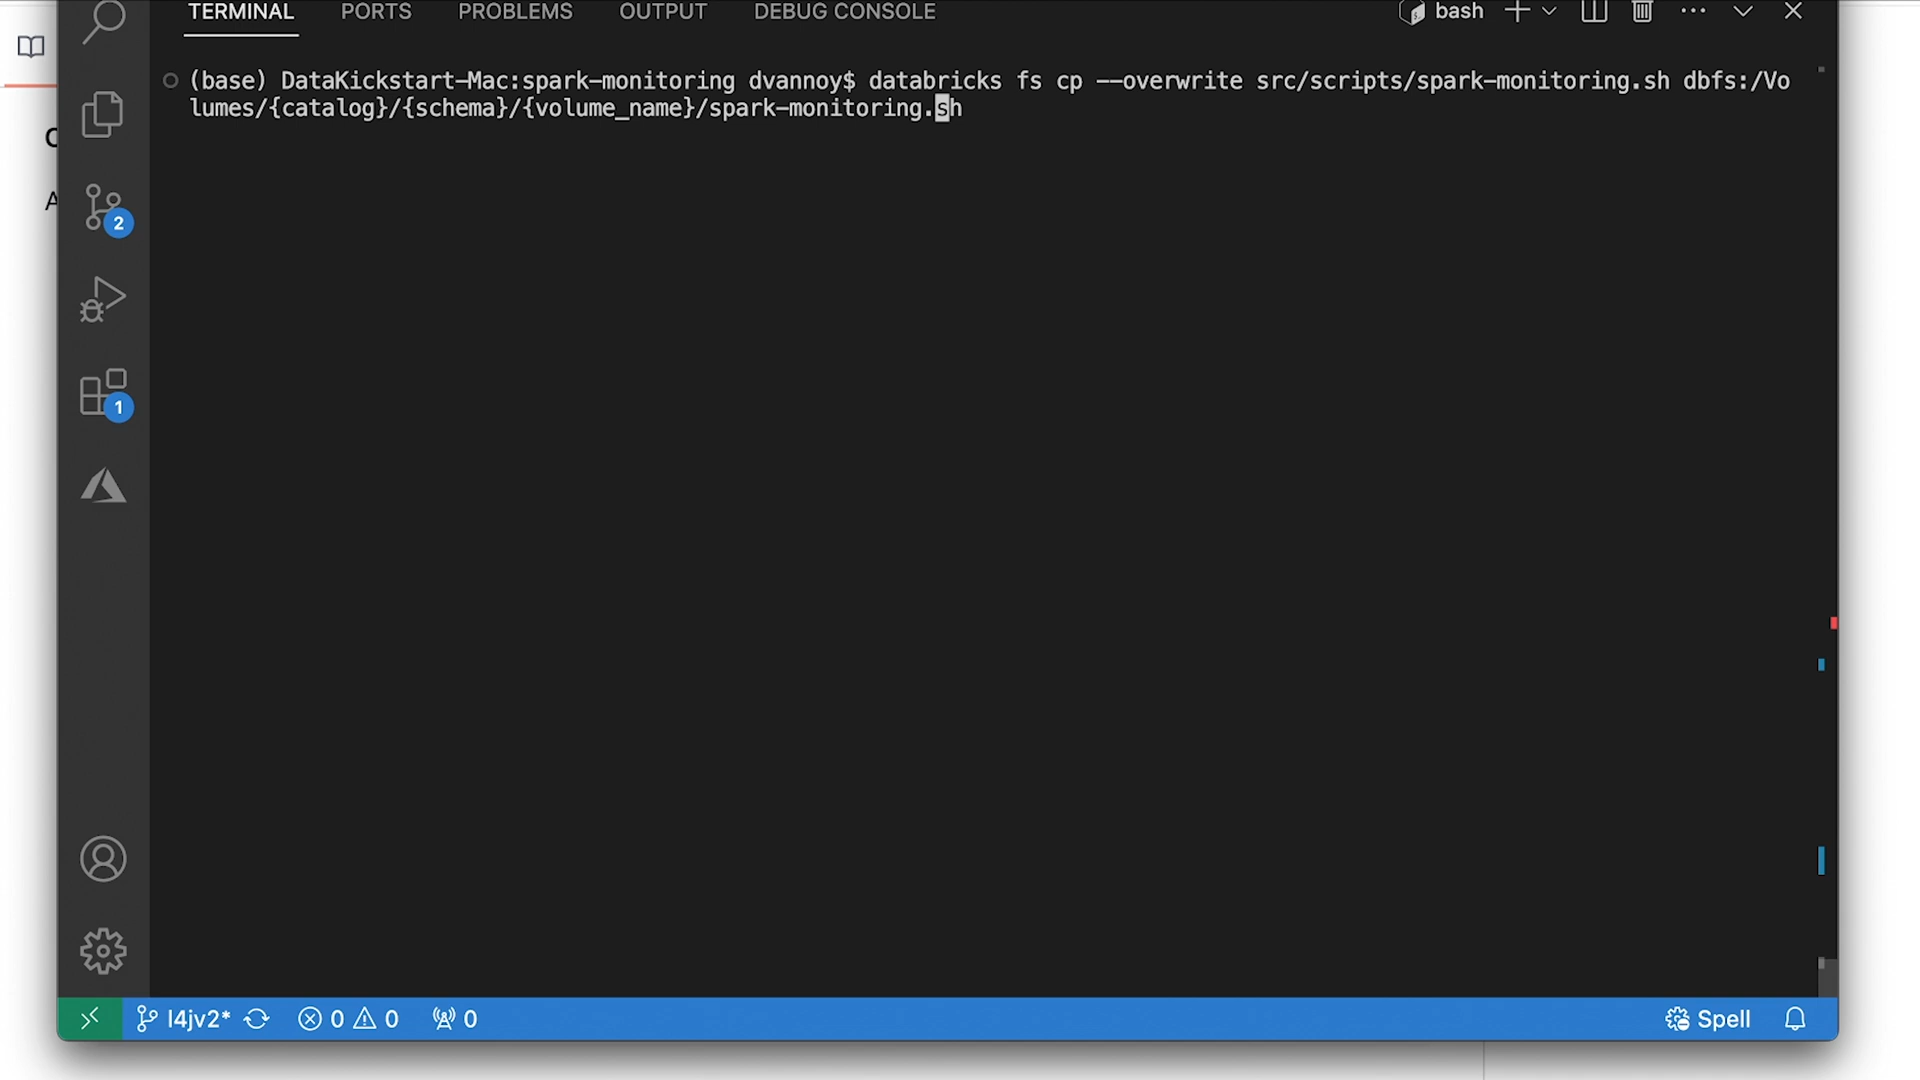 TERMINAL PORTS PROBLEMS OUTPUT DEBUG CONSOLE bash
(base) DataKickstart-Mac:spark-monitoring dvannoy$ databricks fs cp --overwrite src/scripts/spark-monitoring.sh dbfs:/Vo
lumes/{catalog}/{schema}/{volume_name}/spark-monitoring.sh
2
1
l4jv2* 0 0 0 Spell